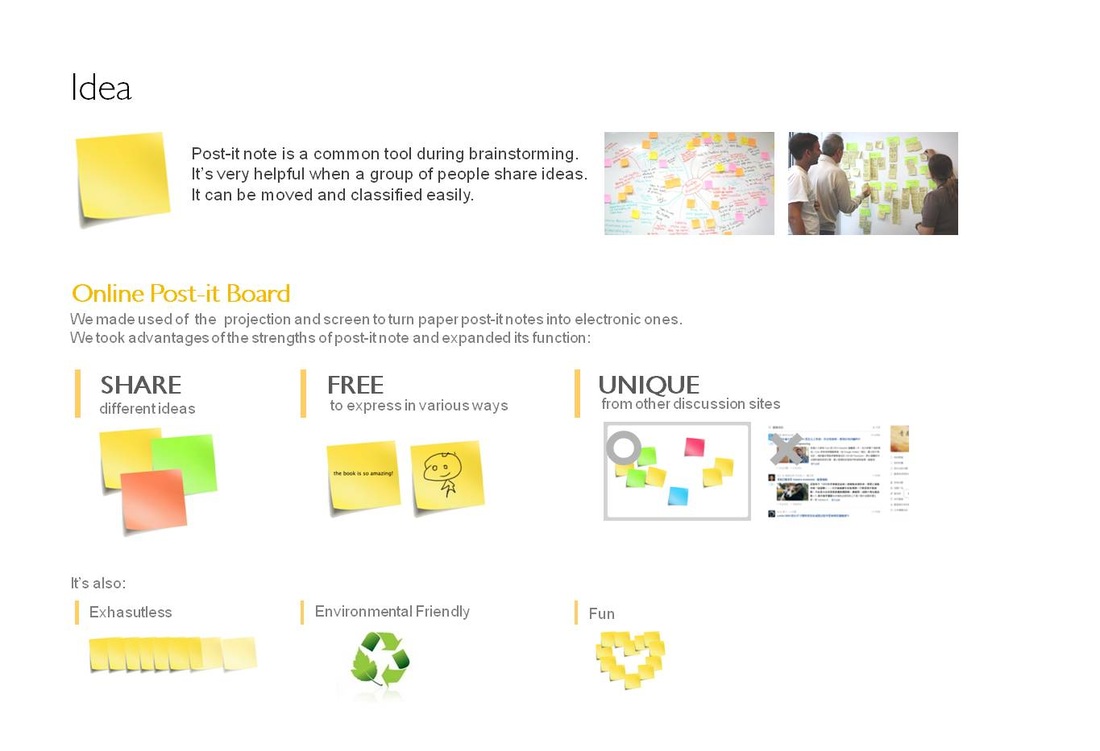 Idea
Post-it note is a common tool during brainstorming.
It's very helpful when a group of people share ideas.
It can be moved and classified easily.
Online Post-it Board
We made used of the projection and screen to turn paper post-it notes into electronic ones.
We took advantages of the strengths of post-it note and expanded its function:
SHARE
different ideas
FREE
to express in various ways
UNIQUE
from other discussion sites
the book is so amazing!
It's also:
Exhasutless
Environmental Friendly
Fun